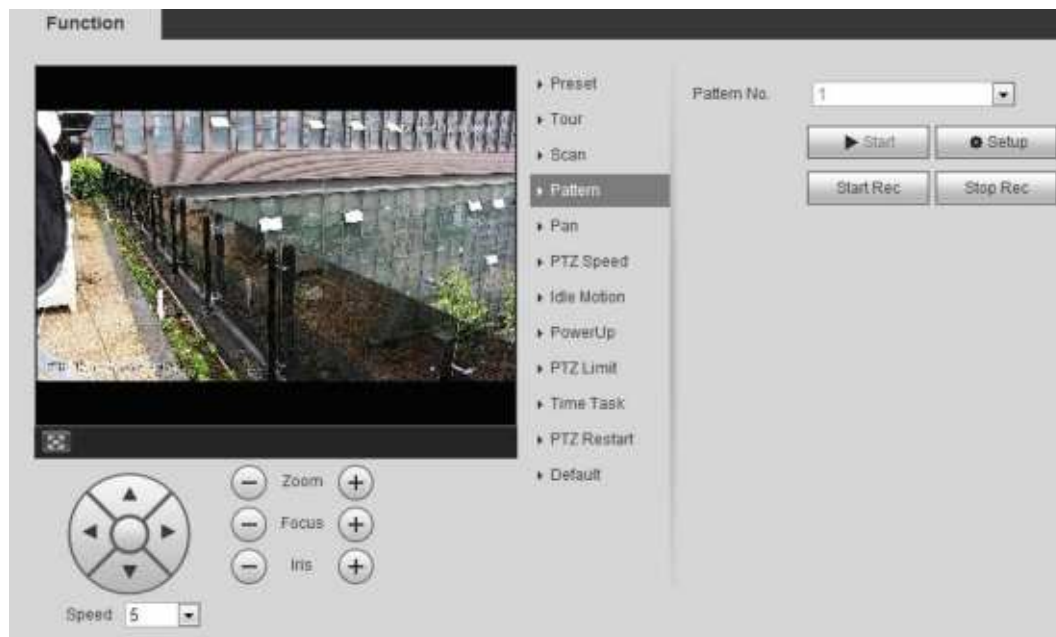 Function
Preset
Tour
Scan
Pattern
Pan
PTZ Speed
Idle Motion
PowerUp
PTZ Limit
Time Task
PTZ Restart
Default
Pattern No. 1
Start Setup
Start Rec Stop Rec
Zoom
Focus
Iris
Speed 5